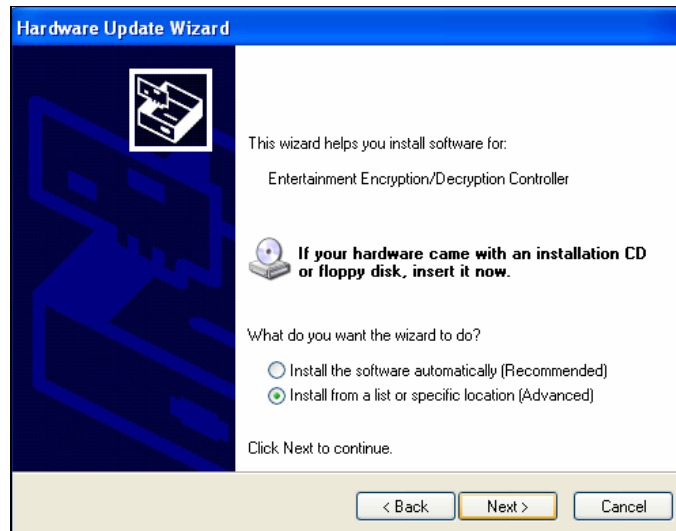 Hardware Update Wizard
This wizard helps you install software for:
Entertainment Encryption/Decryption Controller
If your hardware came with an installation CD
or floppy disk, insert it now.
What do you want the wizard to do?
Install the software automatically (Recommended)
Install from a list or specific location (Advanced)
Click Next to continue.
< Back
Next >
Cancel